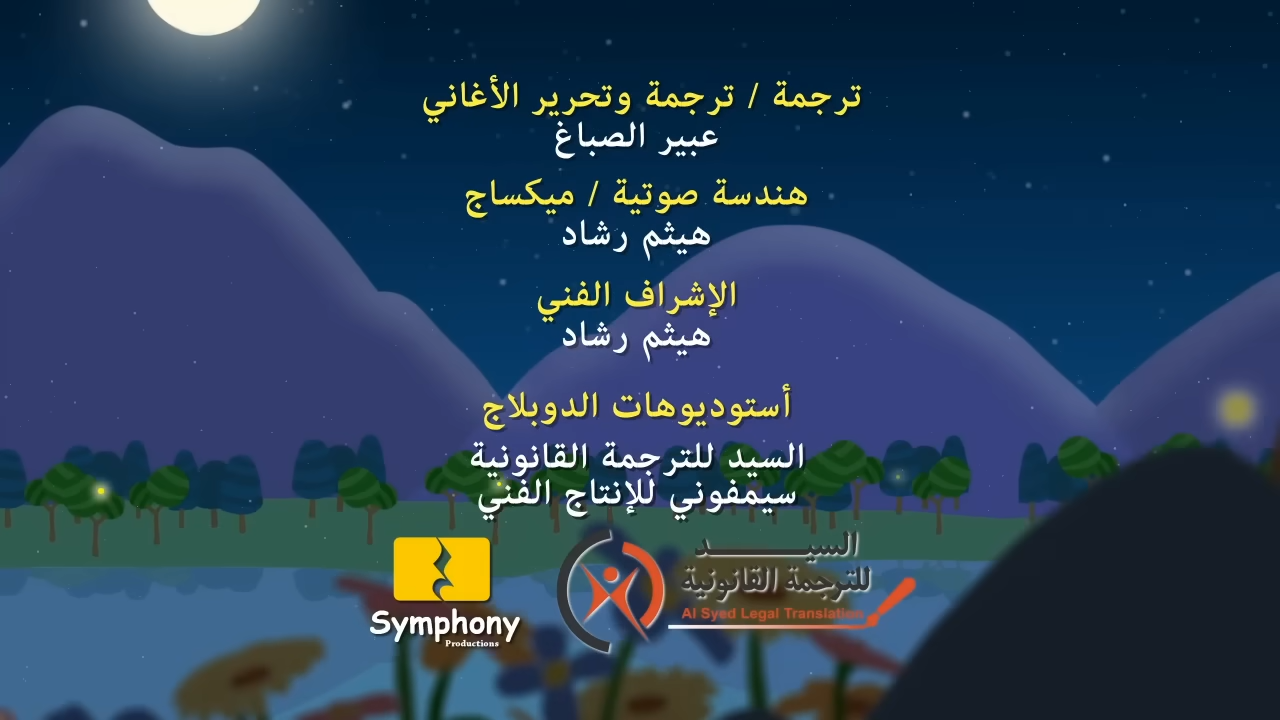 ترجمة / ترجمة وتحرير الأغاني
عبير الصباغ
هندسة صوتية / ميكساج
هيثم رشاد
الإشراف الفني
هيثم رشاد
أستوديوهات الدوبلاج
السيد للترجمة القانونية
سيمفوني للإنتاج الفني
Symphony
Productions
السيـــــــــــد
للترجمة القانونية
Al Syed Legal Translation